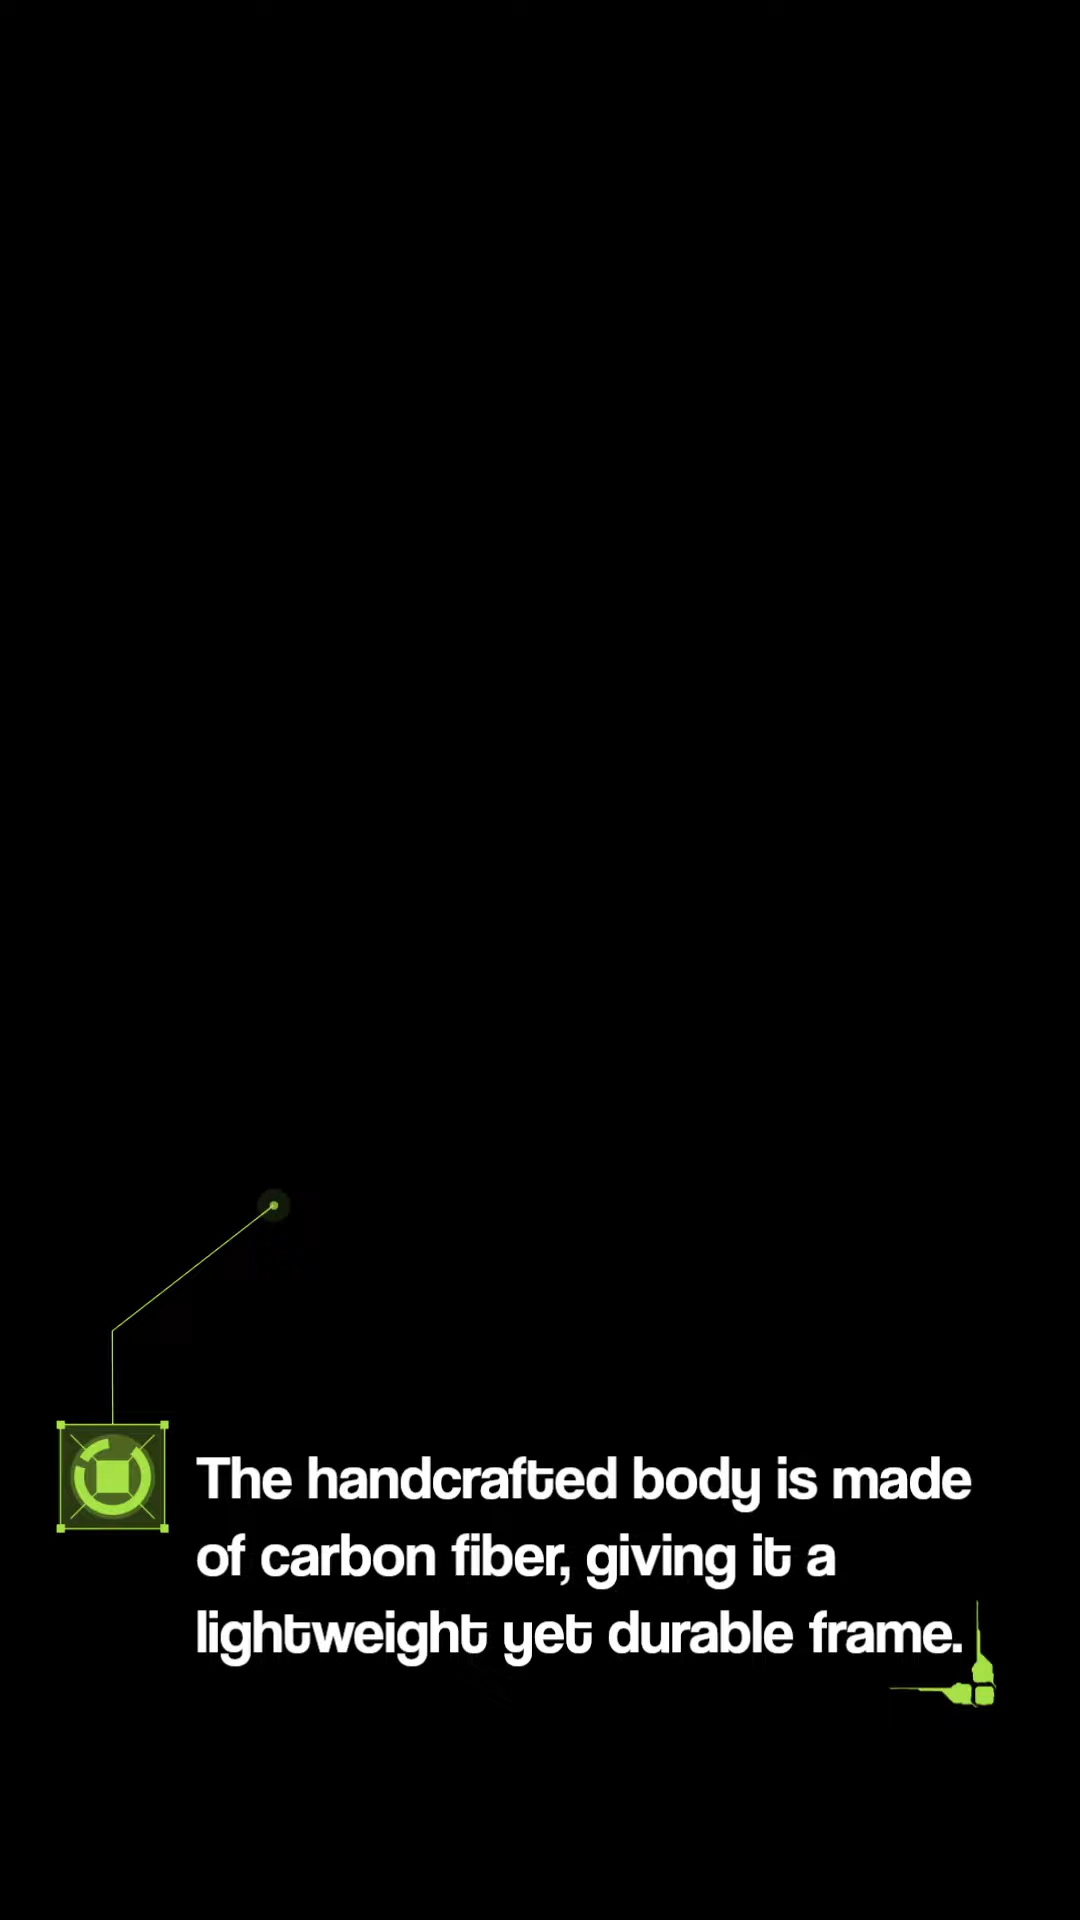 The handcrafted body is made
of carbon fiber, giving it a
lightweight yet durable frame.